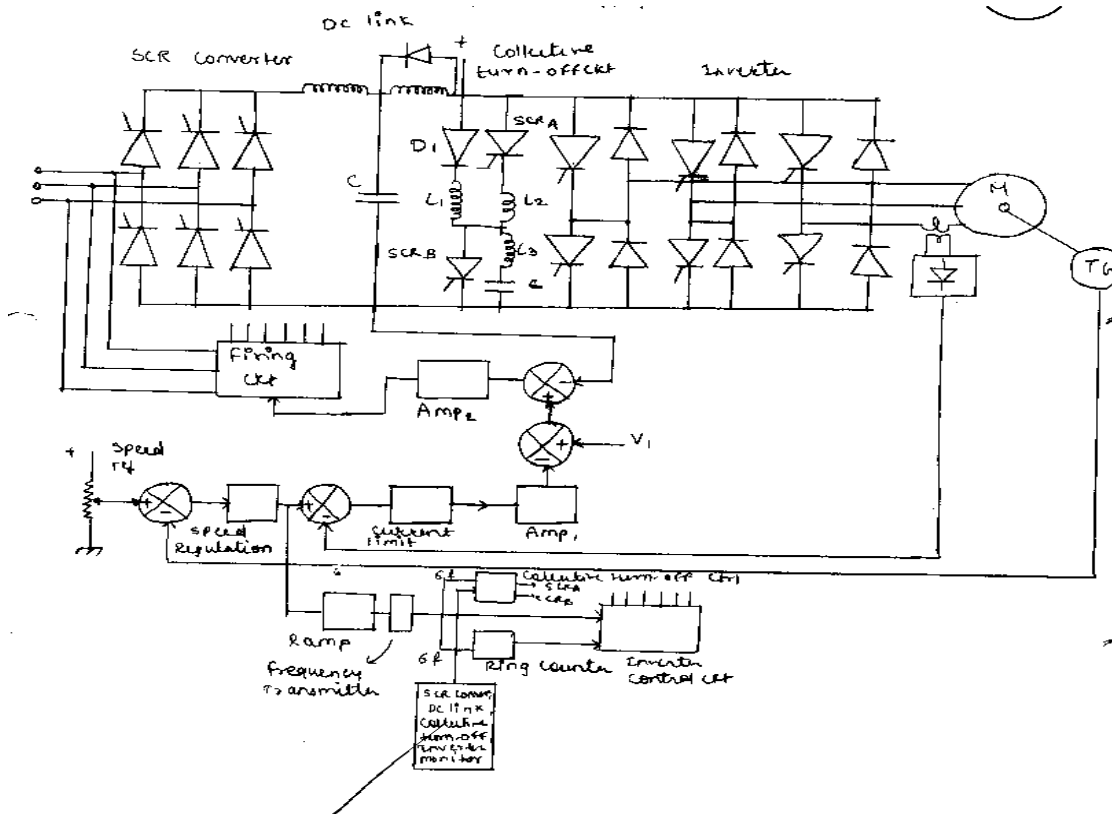 DC link
SCR Converter
+
Collective
turn-off ckt
Inverter
SCRA
D1
C
L1
L2
M
SCRB
L3
C
TG
Firing
Ckt
Amp2
-
+
+
V1
-
+
Speed
ref
+
-
Speed
Regulation
+
-
Current
limit
Amp1
Ramp
Frequency
Transmitter
6f
Collective turn-off Ckt
SCRA
SCRB
6f
Ring Counter
Inverter
Control Ckt
DC link,
Collective
turn-off
Inverter
monitor